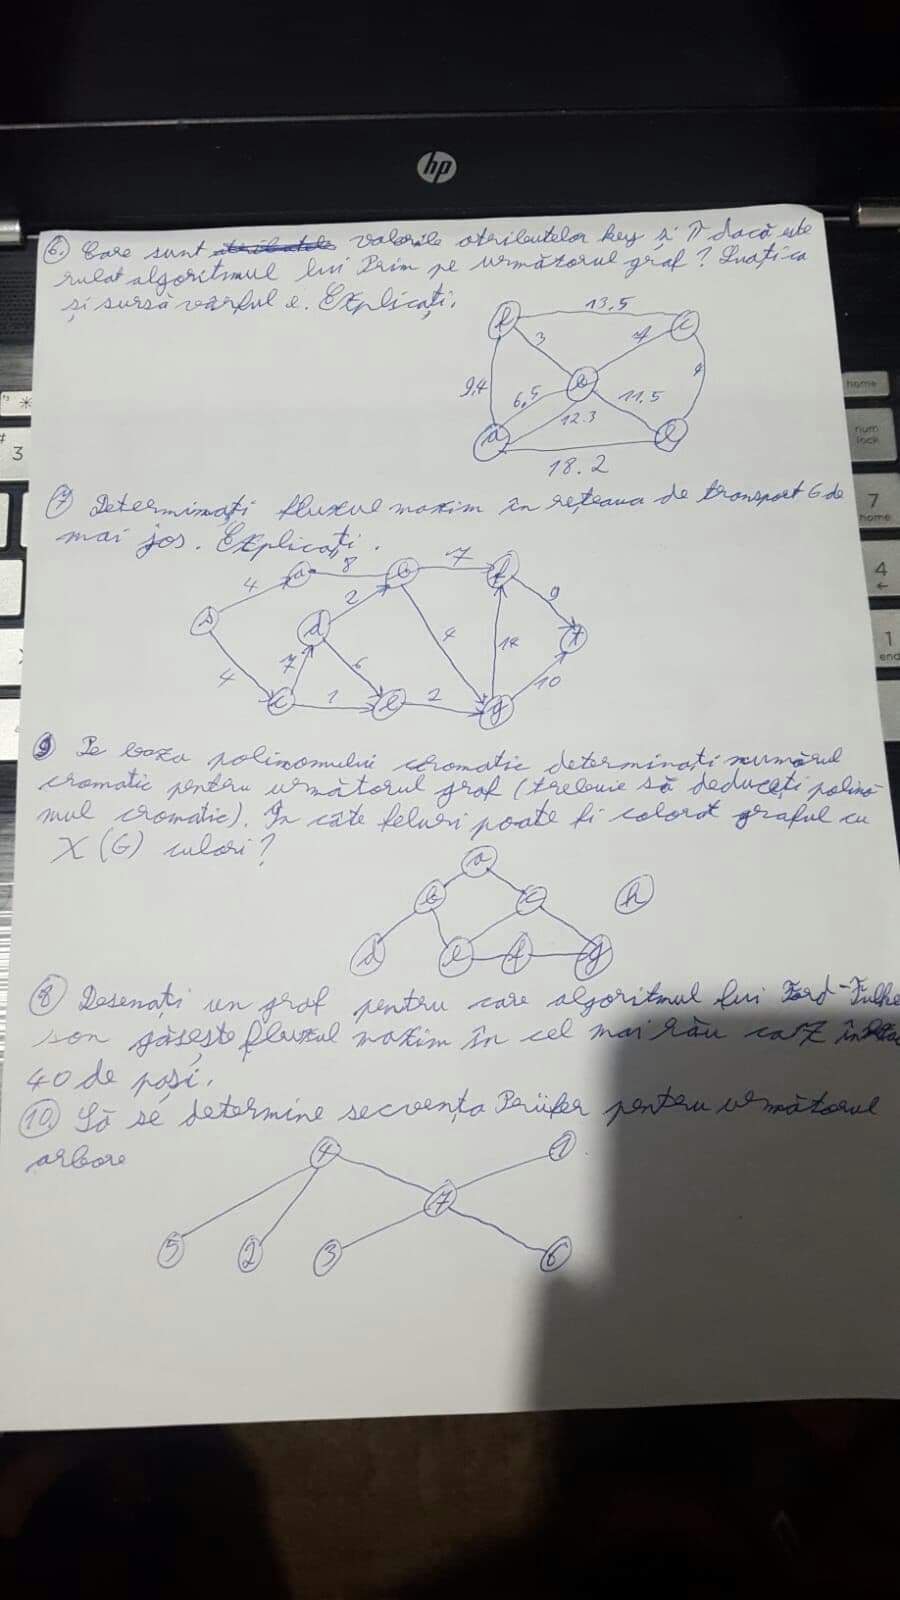 hp
6. Care sunt valorile atributelor key și π dacă este
rulat algoritmul lui Prim pe următorul graf? Luați ca
și sursă vârful e. Explicați.
13,5
c
3
7
9,4
6,5
11.5
12.3
a
18.2
7 Determinați fluxul maxim în rețeaua de transport G de
mai jos. Explicați.
4 a 8 b 7 f
s d 2 9
4 7 6 4 14 t
c 1 e 2 g 10
9 Pe baza polinomului cromatic determinați numărul
cromatic pentru următorul graf (trebuie să deduceți polino-
mul cromatic). În câte feluri poate fi colorat graful cu
X (G) culori?
a
b c h
d e f g
8 Desenați un graf pentru care algoritmul lui Ford-Fulker
son găsește fluxul maxim în cel mai rău caz în
40 de pași.
10. Să se determine secvența Prüfer pentru următorul
arbore
4 1
7
5 2 3 6
home
num
lock
7
home
4
1
end
3